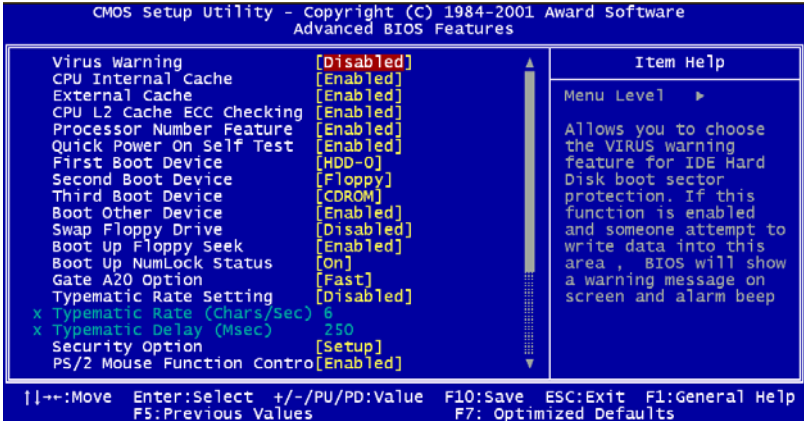 CMOS Setup Utility - Copyright (C) 1984-2001 Award Software
Advanced BIOS Features
Virus Warning [Disabled]
CPU Internal Cache [Enabled]
External Cache [Enabled]
CPU L2 Cache ECC Checking [Enabled]
Processor Number Feature [Enabled]
Quick Power On Self Test [Enabled]
First Boot Device [HDD-0]
Second Boot Device [Floppy]
Third Boot Device [CDROM]
Boot Other Device [Enabled]
Swap Floppy Drive [Disabled]
Boot Up Floppy Seek [Enabled]
Boot Up NumLock Status [On]
Gate A20 Option [Fast]
Typematic Rate Setting [Disabled]
x Typematic Rate (Chars/Sec) 6
x Typematic Delay (Msec) 250
Security Option [Setup]
PS/2 Mouse Function Contro[Enabled]
Item Help
Menu Level ▶
Allows you to choose
the VIRUS warning
feature for IDE Hard
Disk boot sector
protection. If this
function is enabled
and someone attempt to
write data into this
area , BIOS will show
a warning message on
screen and alarm beep
↑↓→←:Move Enter:Select +/-/PU/PD:Value F10:Save ESC:Exit F1:General Help
F5:Previous Values F7: Optimized Defaults